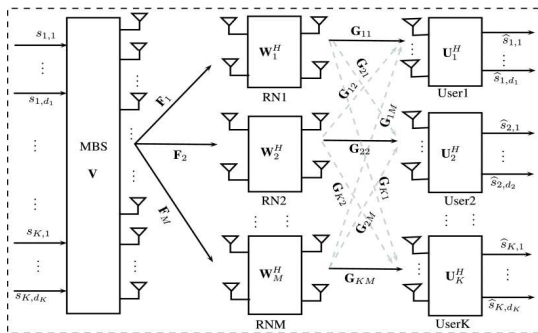 s_{1,1}
⋮
s_{1,d_1}
⋮
⋮
s_{K,1}
⋮
s_{K,d_K}
MBS
V
F_1
F_2
F_M
W_1^H
RN1
W_2^H
RN2
W_M^H
RNM
G_{11}
G_{21}
G_{12}
G_{1M}
G_{22}
G_{K2}
G_{K1}
G_{2M}
G_{KM}
U_1^H
User1
U_2^H
User2
U_K^H
UserK
ŝ_{1,1}
⋮
ŝ_{1,d_1}
ŝ_{2,1}
⋮
ŝ_{2,d_2}
ŝ_{K,1}
⋮
ŝ_{K,d_K}